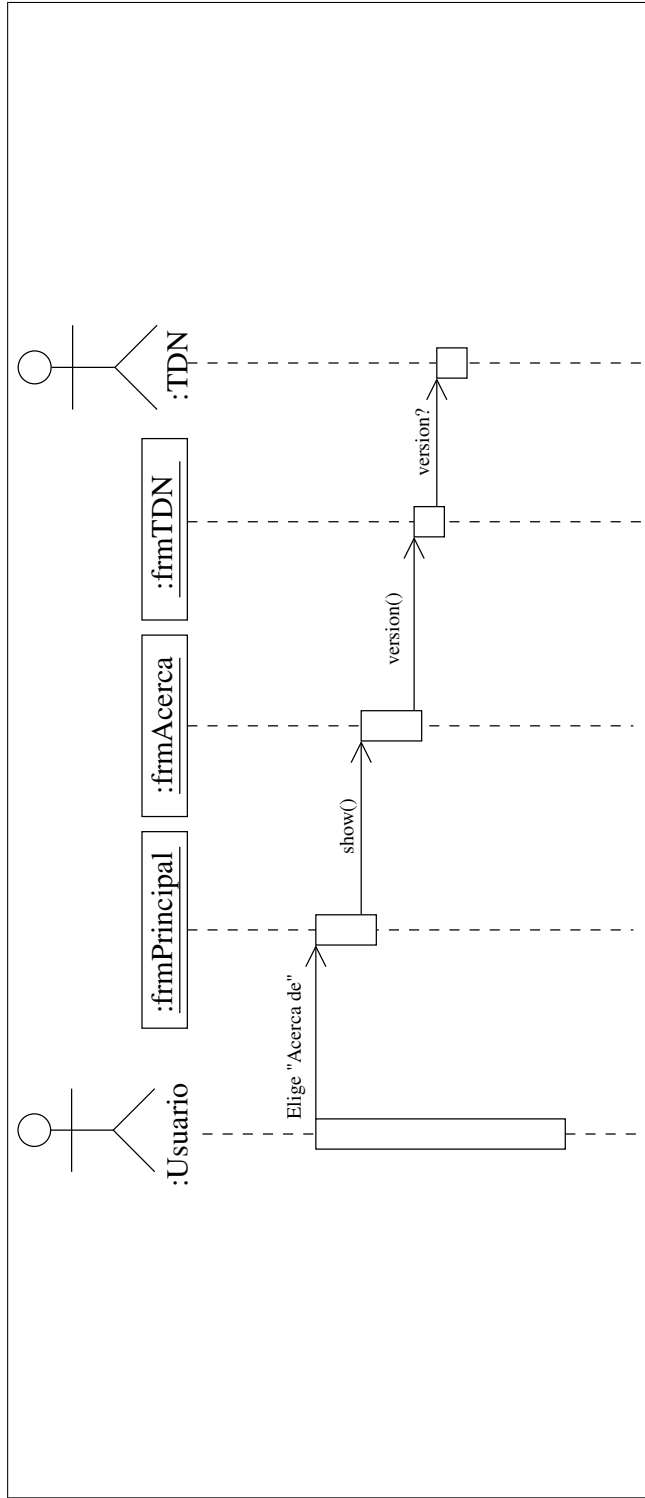 :Usuario
:frmPrincipal
:frmAcerca
:frmTDN
:TDN
Elige "Acerca de"
show()
version()
version?